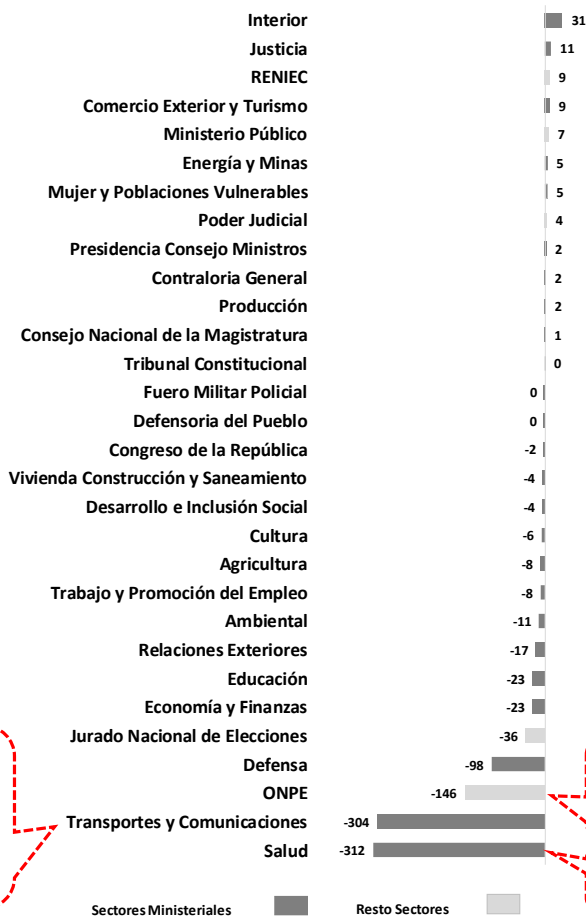 Interior 31
Justicia 11
RENIEC 9
Comercio Exterior y Turismo 9
Ministerio Público 7
Energía y Minas 5
Mujer y Poblaciones Vulnerables 5
Poder Judicial 4
Presidencia Consejo Ministros 2
Contraloria General 2
Producción 2
Consejo Nacional de la Magistratura 1
Tribunal Constitucional 0
Fuero Militar Policial 0
Defensoria del Pueblo 0
Congreso de la República -2
Vivienda Construcción y Saneamiento -4
Desarrollo e Inclusión Social -4
Cultura -6
Agricultura -8
Trabajo y Promoción del Empleo -8
Ambiental -11
Relaciones Exteriores -17
Educación -23
Economía y Finanzas -23
Jurado Nacional de Elecciones -36
Defensa -98
ONPE -146
Transportes y Comunicaciones -304
Salud -312
Sectores Ministeriales Resto Sectores